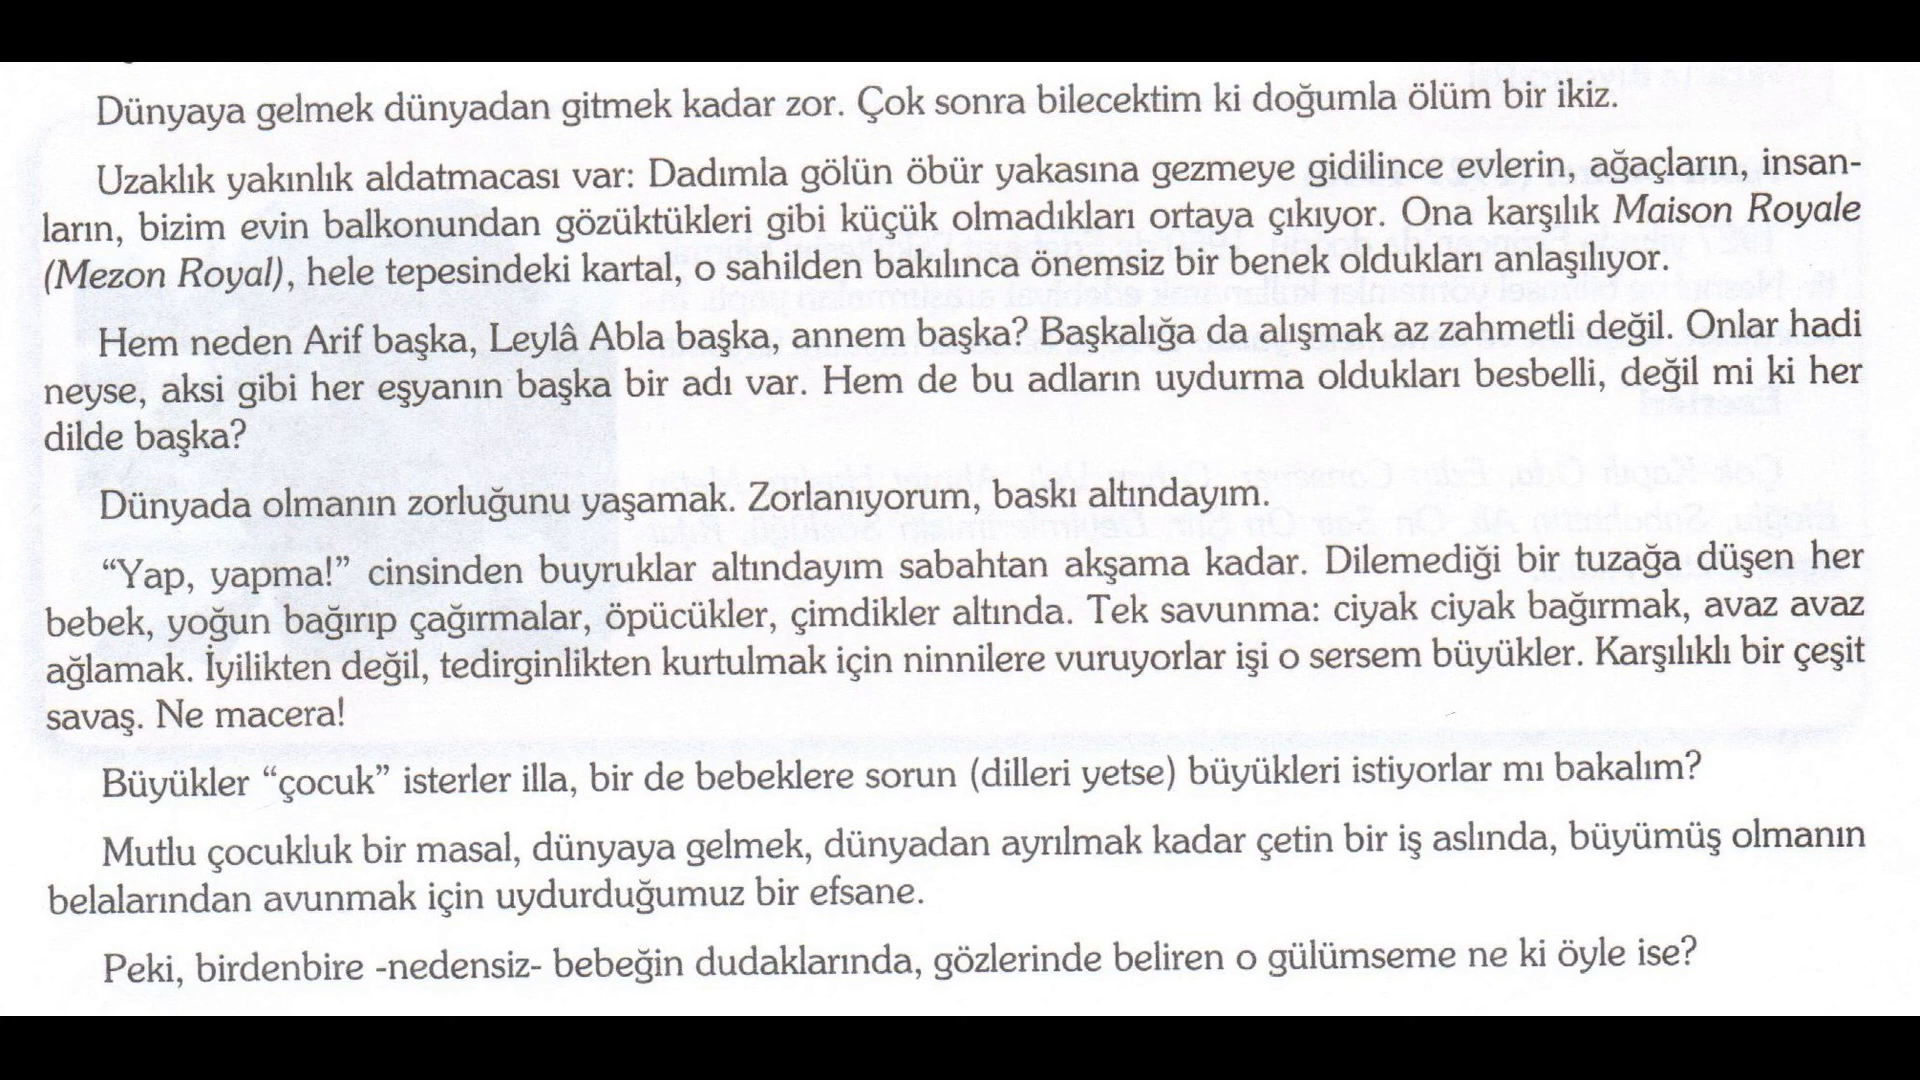 Dünyaya gelmek dünyadan gitmek kadar zor. Çok sonra bilecektim ki doğumla ölüm bir ikiz.
Uzaklık yakınlık aldatmacası var: Dadımla gölün öbür yakasına gezmeye gidilince evlerin, ağaçların, insan-
ların, bizim evin balkonundan gözüktükleri gibi küçük olmadıkları ortaya çıkıyor. Ona karşılık Maison Royale
(Mezon Royal), hele tepesindeki kartal, o sahilden bakılınca önemsiz bir benek oldukları anlaşılıyor.
Hem neden Arif başka, Leylâ Abla başka, annem başka? Başkalığa da alışmak az zahmetli değil. Onlar hadi
neyse, aksi gibi her eşyanın başka bir adı var. Hem de bu adların uydurma oldukları besbelli, değil mi ki her
dilde başka?
Dünyada olmanın zorluğunu yaşamak. Zorlanıyorum, baskı altındayım.
“Yap, yapma!” cinsinden buyruklar altındayım sabahtan akşama kadar. Dilemediği bir tuzağa düşen her
bebek, yoğun bağırıp çağırmalar, öpücükler, çimdikler altında. Tek savunma: ciyak ciyak bağırmak, avaz avaz
ağlamak. İyilikten değil, tedirginlikten kurtulmak için ninnilere vuruyorlar işi o sersem büyükler. Karşılıklı bir çeşit
savaş. Ne macera!
Büyükler “çocuk” isterler illa, bir de bebeklere sorun (dilleri yetse) büyükleri istiyorlar mı bakalım?
Mutlu çocukluk bir masal, dünyaya gelmek, dünyadan ayrılmak kadar çetin bir iş aslında, büyümüş olmanın
belalarından avunmak için uydurduğumuz bir efsane.
Peki, birdenbire -nedensiz- bebeğin dudaklarında, gözlerinde beliren o gülümseme ne ki öyle ise?